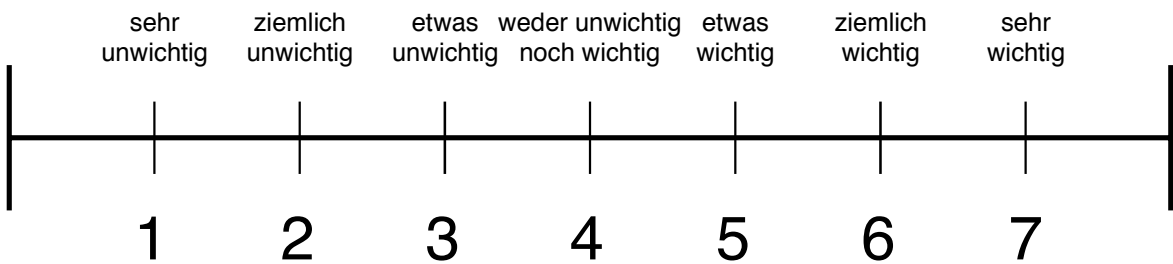 sehr unwichtig
ziemlich unwichtig
etwas unwichtig
weder unwichtig noch wichtig
etwas wichtig
ziemlich wichtig
sehr wichtig
1 2 3 4 5 6 7